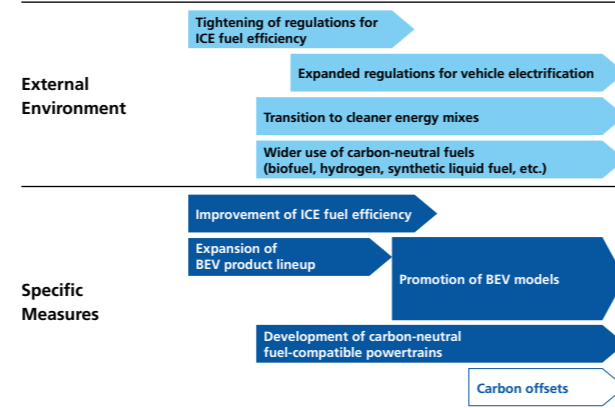 External
Environment
Tightening of regulations for
ICE fuel efficiency
Expanded regulations for vehicle electrification
Transition to cleaner energy mixes
Wider use of carbon-neutral fuels
(biofuel, hydrogen, synthetic liquid fuel, etc.)
Specific
Measures
Improvement of ICE fuel efficiency
Expansion of
BEV product lineup
Promotion of BEV models
Development of carbon-neutral
fuel-compatible powertrains
Carbon offsets